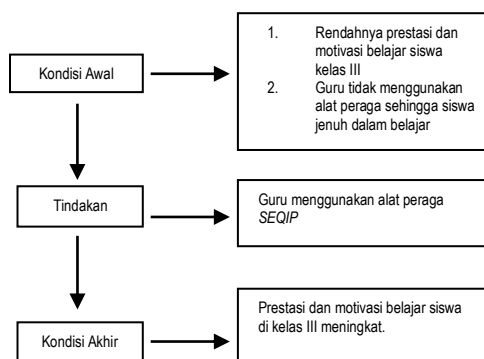 Kondisi Awal
1. Rendahnya prestasi dan
motivasi belajar siswa
kelas III
2. Guru tidak menggunakan
alat peraga sehingga siswa
jenuh dalam belajar
Tindakan
Guru menggunakan alat peraga
SEQIP
Kondisi Akhir
Prestasi dan motivasi belajar siswa
di kelas III meningkat.